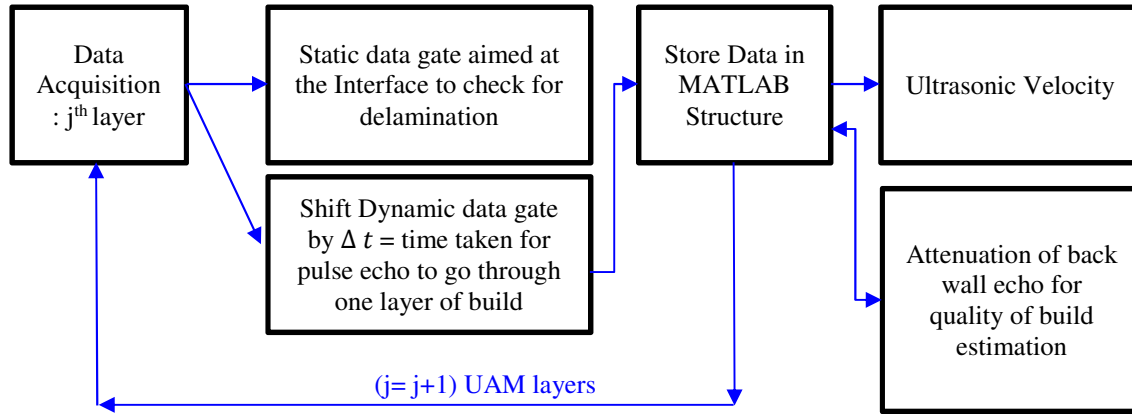 Data
Acquisition
: jth layer
Static data gate aimed at
the Interface to check for
delamination
Shift Dynamic data gate
by Δ t = time taken for
pulse echo to go through
one layer of build
Store Data in
MATLAB
Structure
Ultrasonic Velocity
Attenuation of back
wall echo for
quality of build
estimation
(j= j+1) UAM layers